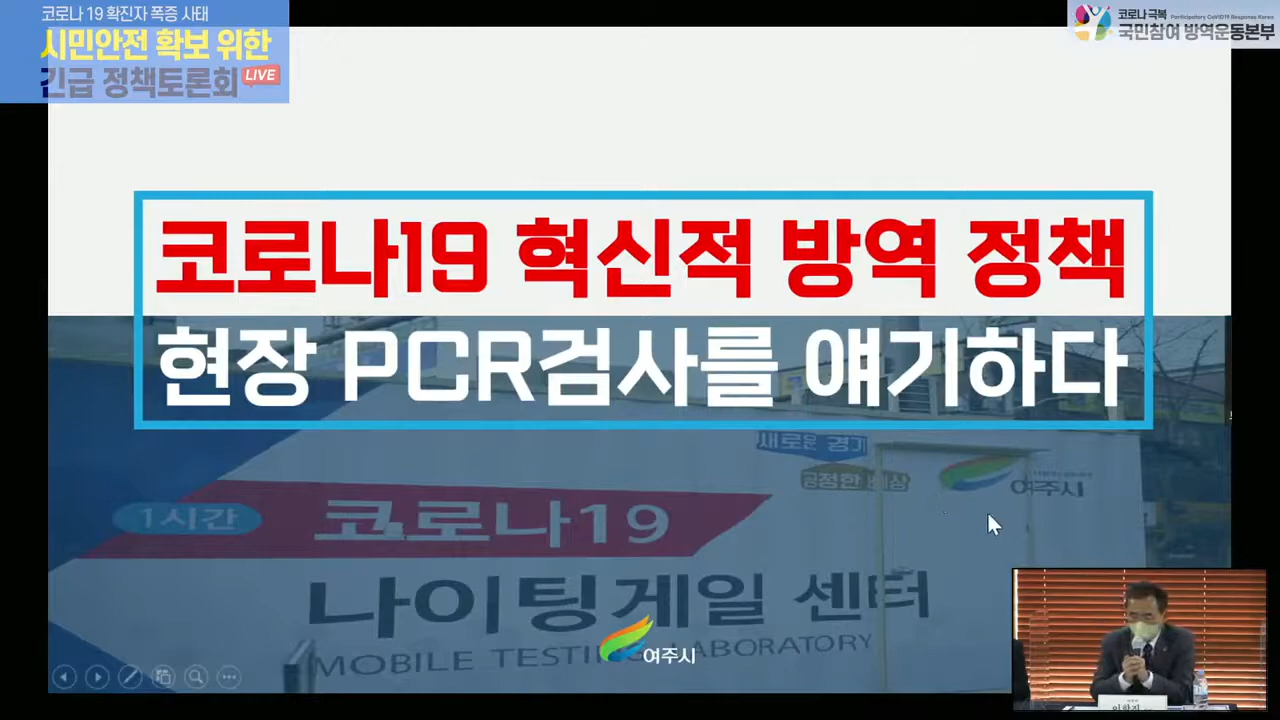 코로나 19 확진자 폭증 사태
시민안전 확보 위한
긴급 정책토론회 LIVE
코로나 극복 Participatory CoVID19 Response Korea
국민참여 방역운동본부
코로나19 혁신적 방역 정책
현장 PCR검사를 얘기하다
새로운 경기
공정한 세상
여주시
1시간 코로나19
나이팅게일 센터
MOBILE TESTING LABORATORY
여주시